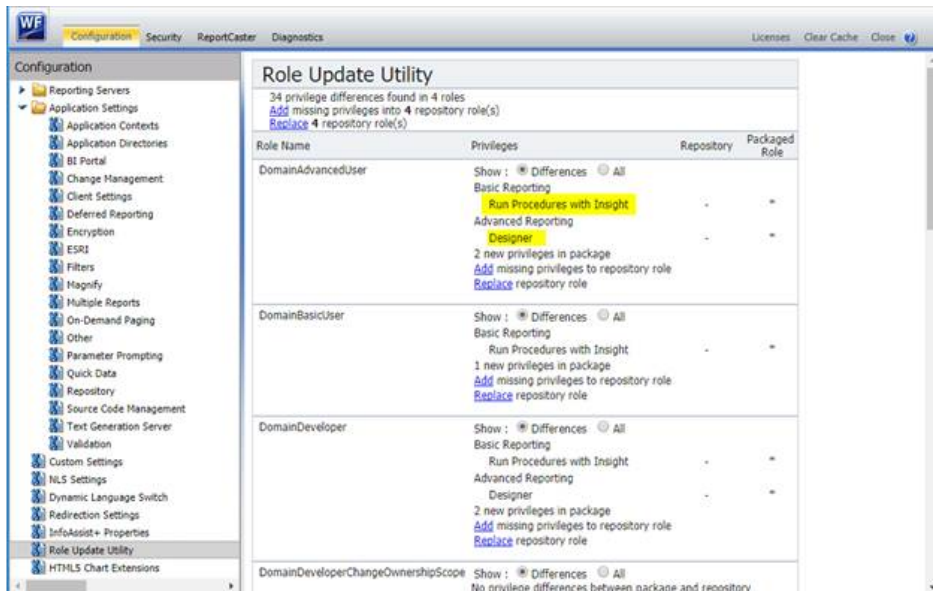 WF
Configuration Security ReportCaster Diagnostics Licenses Clear Cache Close ?
Configuration
Reporting Servers
Application Settings
Application Contexts
Application Directories
BI Portal
Change Management
Client Settings
Deferred Reporting
Encryption
ESRI
Filters
Magnify
Multiple Reports
On-Demand Paging
Other
Parameter Prompting
Quick Data
Repository
Source Code Management
Text Generation Server
Validation
Custom Settings
NLS Settings
Dynamic Language Switch
Redirection Settings
InfoAssist+ Properties
Role Update Utility
HTML5 Chart Extensions
Role Update Utility
34 privilege differences found in 4 roles
Add missing privileges into 4 repository role(s)
Replace 4 repository role(s)
Role Name Privileges Repository Packaged Role
DomainAdvancedUser Show : Differences All
Basic Reporting
Run Procedures with Insight - *
Advanced Reporting
Designer - *
2 new privileges in package
Add missing privileges to repository role
Replace repository role
DomainBasicUser Show : Differences All
Basic Reporting
Run Procedures with Insight - *
1 new privileges in package
Add missing privileges to repository role
Replace repository role
DomainDeveloper Show : Differences All
Basic Reporting
Run Procedures with Insight - *
Advanced Reporting
Designer - *
2 new privileges in package
Add missing privileges to repository role
Replace repository role
DomainDeveloperChangeOwnershipScope Show : Differences All
No privilege differences between package and repository